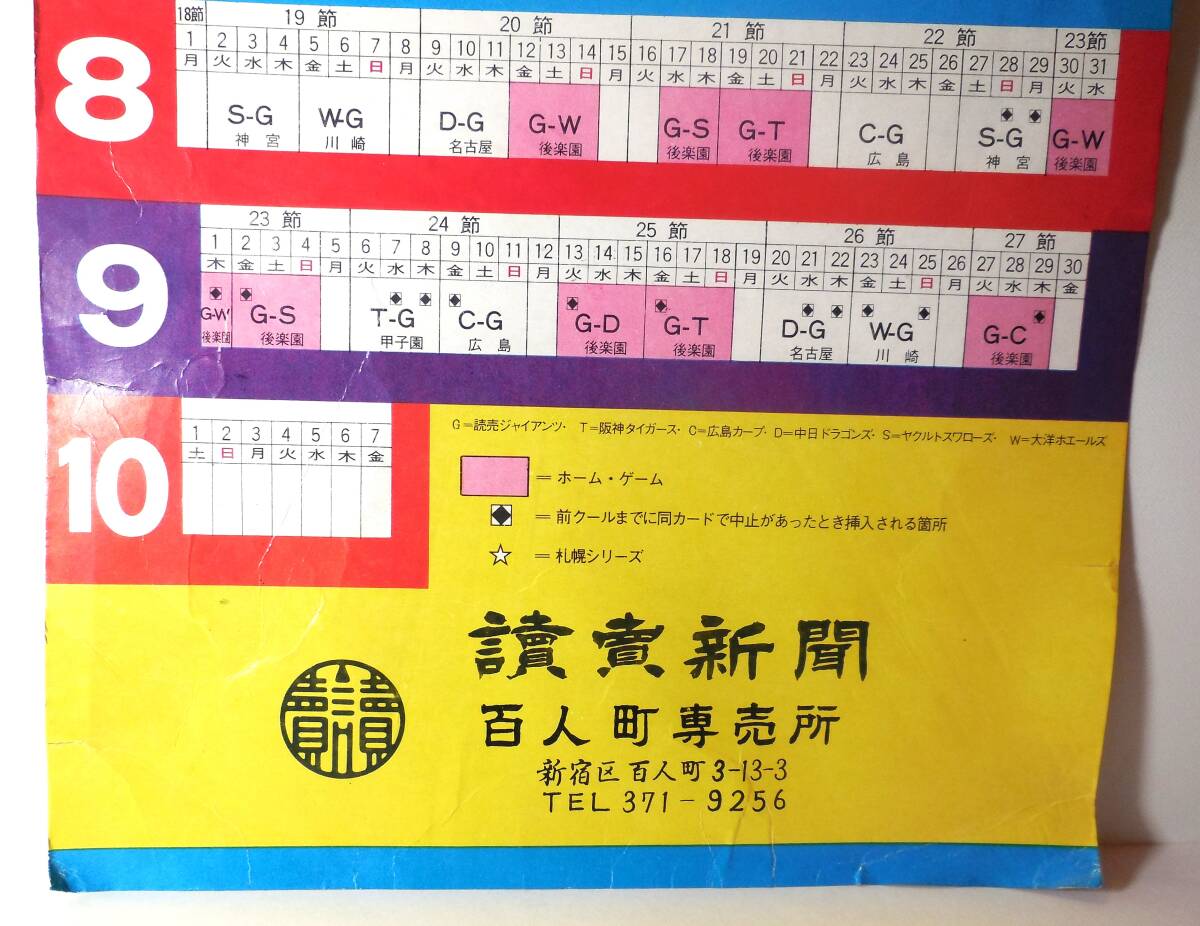 18節 19 節 20 節 21 節 22 節 23節
8
1 2 3 4 5 6 7 8 9 10 11 12 13 14 15 16 17 18 19 20 21 22 23 24 25 26 27 28 29 30 31
月 火 水 木 金 土 日 月 火 水 木 金 土 日 月 火 水 木 金 土 日 月 火 水 木 金 土 日 月 火 水
S-G W-G D-G G-W G-S G-T C-G S-G G-W
神宮 川崎 名古屋 後楽園 後楽園 後楽園 広島 神宮 後楽園
23 節 24 節 25 節 26 節 27 節
9
1 2 3 4 5 6 7 8 9 10 11 12 13 14 15 16 17 18 19 20 21 22 23 24 25 26 27 28 29 30
木 金 土 日 月 火 水 木 金 土 日 月 火 水 木 金 土 日 月 火 水 木 金 土 日 月 火 水 木 金
G-W G-S T-G C-G G-D G-T D-G W-G G-C
後楽園 後楽園 甲子園 広島 後楽園 後楽園 名古屋 川崎 後楽園
10
1 2 3 4 5 6 7
土 日 月 火 水 木 金
G=読売ジャイアンツ・ T=阪神タイガース・ C=広島カープ・ D=中日ドラゴンズ・ S=ヤクルトスワローズ・ W=大洋ホエールズ
=ホーム・ゲーム
=前クールまでに同カードで中止があったとき挿入される箇所
☆=札幌シリーズ
讀賣新聞
百人町専売所
新宿区百人町3-13-3
TEL 371-9256